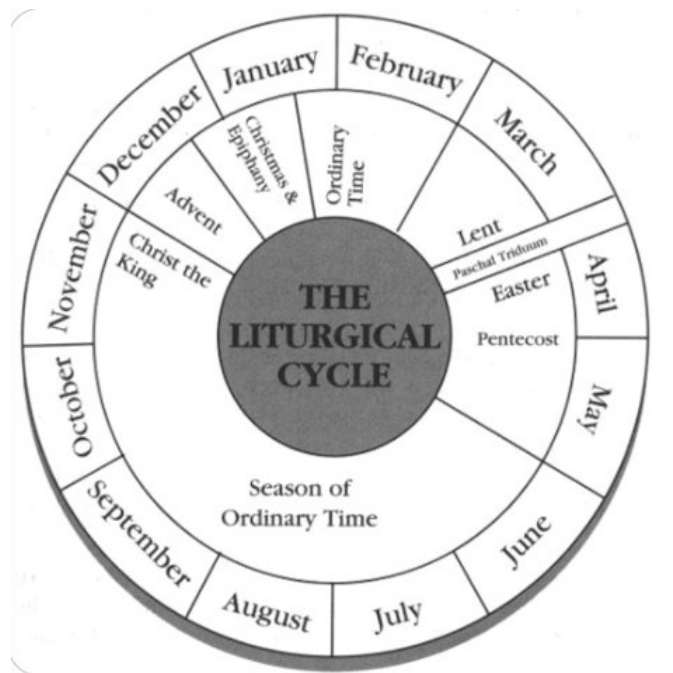 January
February
March
April
May
June
July
August
September
October
November
December
Christmas &
Epiphany
Ordinary
Time
Lent
Paschal Triduum
Easter
Pentecost
Season of
Ordinary Time
Christ the
King
Advent
THE
LITURGICAL
CYCLE